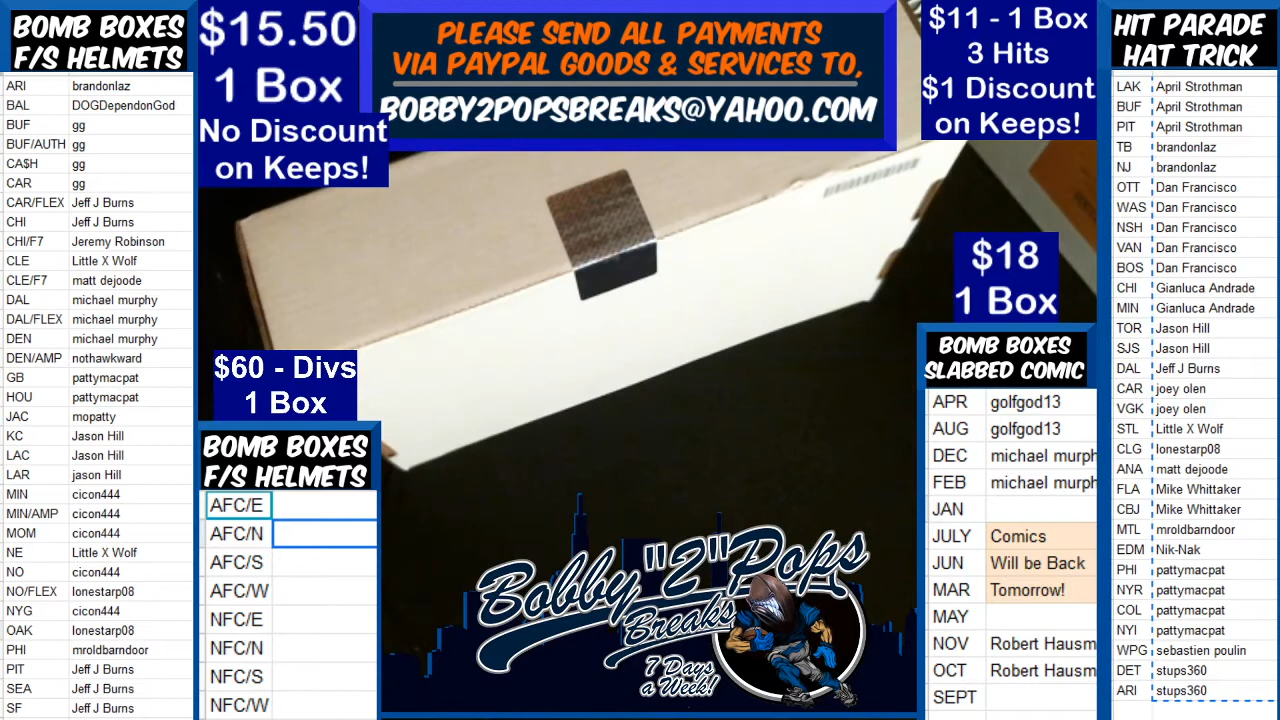 BOMB BOXES
F/S HELMETS
ARI brandonlaz
BAL DOGDependonGod
BUF gg
BUF/AUTH gg
CA$H gg
CAR gg
CAR/FLEX Jeff J Burns
CHI Jeff J Burns
CHI/F7 Jeremy Robinson
CLE Little X Wolf
CLE/F7 matt dejoode
DAL michael murphy
DAL/FLEX michael murphy
DEN michael murphy
DEN/AMP nothawkward
GB pattymacpat
HOU pattymacpat
JAC mopatty
KC Jason Hill
LAC Jason Hill
LAR jason Hill
MIN cicon444
MIN/AMP cicon444
MOM cicon444
NE Little X Wolf
NO cicon444
NO/FLEX lonestarp08
NYG cicon444
OAK lonestarp08
PHI mroldbarndoor
PIT Jeff J Burns
SEA Jeff J Burns
SF Jeff J Burns
$15.50
1 Box
No Discount
on Keeps!
PLEASE SEND ALL PAYMENTS
VIA PAYPAL GOODS & SERVICES TO,
BOBBY2POPSBREAKS@YAHOO.COM
$11 - 1 Box
3 Hits
$1 Discount
on Keeps!
$60 - Divs
1 Box
BOMB BOXES
F/S HELMETS
AFC/E
AFC/N
AFC/S
AFC/W
NFC/E
NFC/N
NFC/S
NFC/W
Bobby "2" Pops
Breaks
7 Days
a Week!
$18
1 Box
BOMB BOXES
SLABBED COMIC
APR golfgod13
AUG golfgod13
DEC michael murph
FEB michael murph
JAN
JULY Comics
JUN Will be Back
MAR Tomorrow!
MAY
NOV Robert Hausm
OCT Robert Hausm
SEPT
HIT PARADE
HAT TRICK
LAK April Strothman
BUF April Strothman
PIT April Strothman
TB brandonlaz
NJ brandonlaz
OTT Dan Francisco
WAS Dan Francisco
NSH Dan Francisco
VAN Dan Francisco
BOS Dan Francisco
CHI Gianluca Andrade
MIN Gianluca Andrade
TOR Jason Hill
SJS Jason Hill
DAL Jeff J Burns
CAR joey olen
VGK joey olen
STL Little X Wolf
CLG lonestarp08
ANA matt dejoode
FLA Mike Whittaker
CBJ Mike Whittaker
MTL mroldbarndoor
EDM Nik-Nak
PHI pattymacpat
NYR pattymacpat
COL pattymacpat
NYI pattymacpat
WPG sebastien poulin
DET stups360
ARI stups360